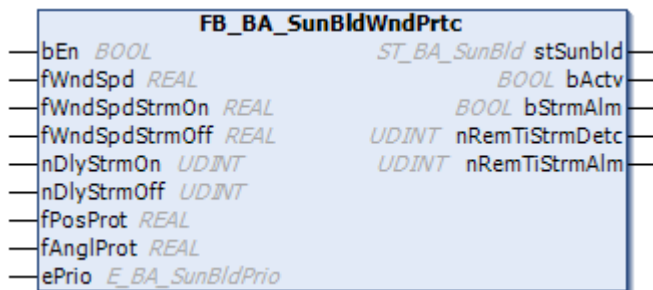 FB_BA_SunBldWndPrtc
bEn BOOL ST_BA_SunBld stSunbld
fWndSpd REAL BOOL bActv
fWndSpdStrmOn REAL BOOL bStrmAlm
fWndSpdStrmOff REAL UDINT nRemTiStrmDetc
nDlyStrmOn UDINT UDINT nRemTiStrmAlm
nDlyStrmOff UDINT
fPosProt REAL
fAnglProt REAL
ePrio E_BA_SunBldPrio